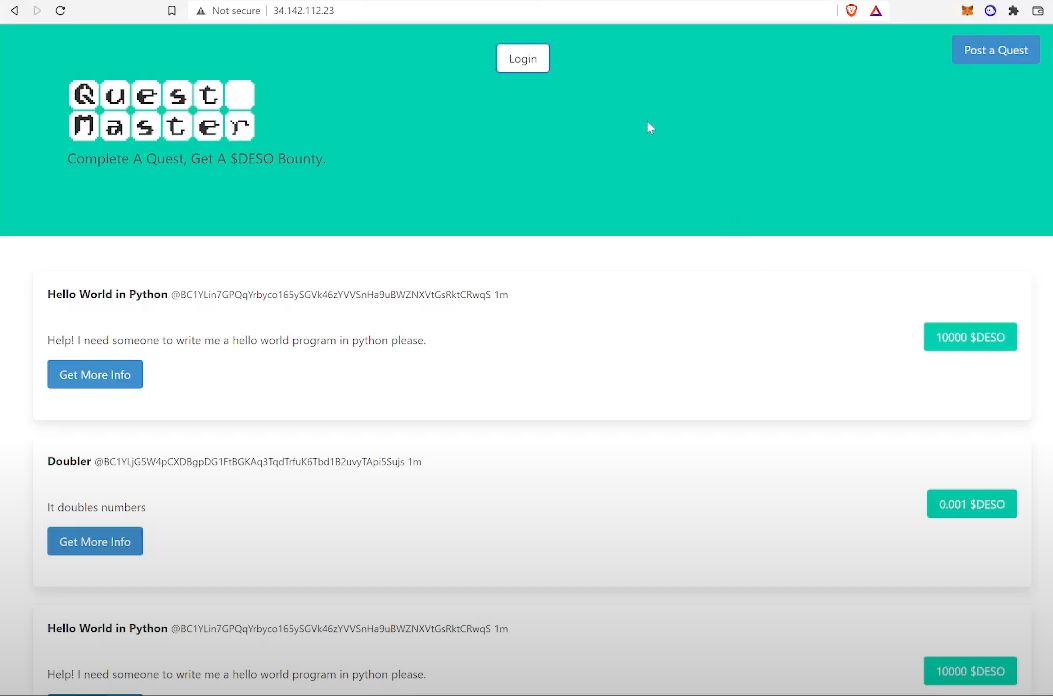 Not secure | 34.142.112.23
Login
Post a Quest
Quest
Master
Complete A Quest, Get A $DESO Bounty.
Hello World in Python @BC1YLin7GPQqYrbyco165ySGVk46zYVVSnHa9uBWZNXVtGsRktCRwqS 1m
Help! I need someone to write me a hello world program in python please.
10000 $DESO
Get More Info
Doubler @BC1YLjG5W4pCXDBgpDG1FtBGKAq3TqdTrfuK6Tbd1B2uvyTApi5Sujs 1m
It doubles numbers
0.001 $DESO
Get More Info
Hello World in Python @BC1YLin7GPQqYrbyco165ySGVk46zYVVSnHa9uBWZNXVtGsRktCRwqS 1m
Help! I need someone to write me a hello world program in python please.
10000 $DESO